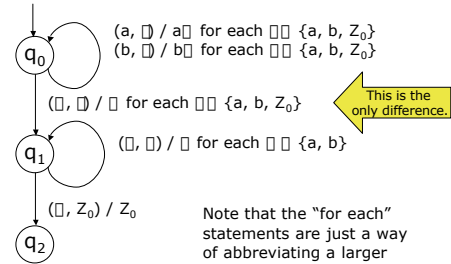 (a, □) / a□ for each □□ {a, b, Z₀}
(b, □) / b□ for each □□ {a, b, Z₀}
q₀
(□, □) / □ for each □□ {a, b, Z₀}
This is the
only difference.
(□, □) / □ for each □ □ {a, b}
q₁
(□, Z₀) / Z₀
Note that the “for each”
statements are just a way
of abbreviating a larger
q₂